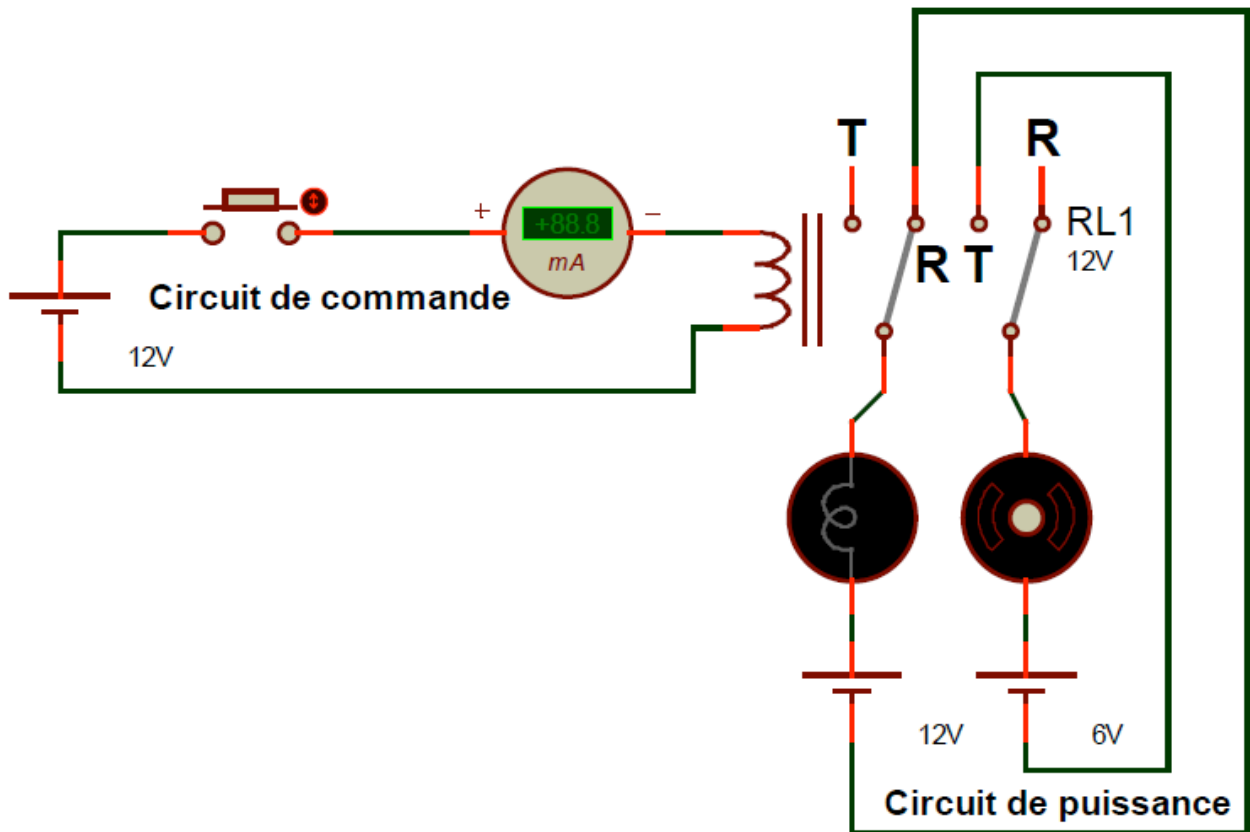 T
R
RL1
12V
+
+88.8
−
mA
R
T
Circuit de commande
12V
12V
6V
Circuit de puissance